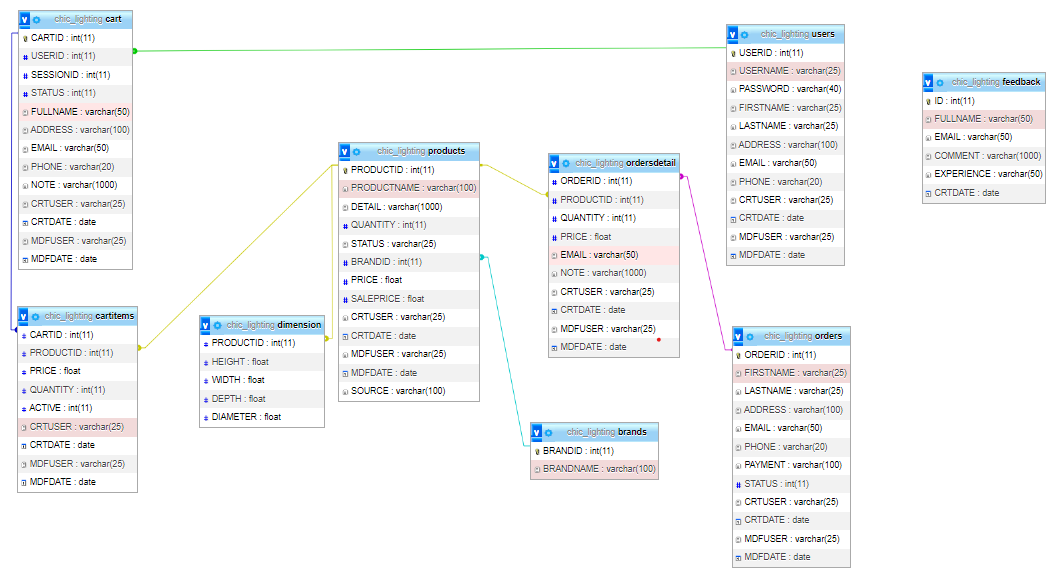 chic_lighting cart
CARTID : int(11)
USERID : int(11)
SESSIONID : int(11)
STATUS : int(11)
FULLNAME : varchar(50)
ADDRESS : varchar(100)
EMAIL : varchar(50)
PHONE : varchar(20)
NOTE : varchar(1000)
CRTUSER : varchar(25)
CRTDATE : date
MDFUSER : varchar(25)
MDFDATE : date
chic_lighting cartitems
CARTID : int(11)
PRODUCTID : int(11)
PRICE : float
QUANTITY : int(11)
ACTIVE : int(11)
CRTUSER : varchar(25)
CRTDATE : date
MDFUSER : varchar(25)
MDFDATE : date
chic_lighting dimension
PRODUCTID : int(11)
HEIGHT : float
WIDTH : float
DEPTH : float
DIAMETER : float
chic_lighting products
PRODUCTID : int(11)
PRODUCTNAME : varchar(100)
DETAIL : varchar(1000)
QUANTITY : int(11)
STATUS : varchar(25)
BRANDID : int(11)
PRICE : float
SALEPRICE : float
CRTUSER : varchar(25)
CRTDATE : date
MDFUSER : varchar(25)
MDFDATE : date
SOURCE : varchar(100)
chic_lighting ordersdetail
ORDERID : int(11)
PRODUCTID : int(11)
QUANTITY : int(11)
PRICE : float
EMAIL : varchar(50)
NOTE : varchar(1000)
CRTUSER : varchar(25)
CRTDATE : date
MDFUSER : varchar(25)
MDFDATE : date
chic_lighting brands
BRANDID : int(11)
BRANDNAME : varchar(100)
chic_lighting users
USERID : int(11)
USERNAME : varchar(25)
PASSWORD : varchar(40)
FIRSTNAME : varchar(25)
LASTNAME : varchar(25)
ADDRESS : varchar(100)
EMAIL : varchar(50)
PHONE : varchar(20)
CRTUSER : varchar(25)
CRTDATE : date
MDFUSER : varchar(25)
MDFDATE : date
chic_lighting orders
ORDERID : int(11)
FIRSTNAME : varchar(25)
LASTNAME : varchar(25)
ADDRESS : varchar(100)
EMAIL : varchar(50)
PHONE : varchar(20)
PAYMENT : varchar(100)
STATUS : int(11)
CRTUSER : varchar(25)
CRTDATE : date
MDFUSER : varchar(25)
MDFDATE : date
chic_lighting feedback
ID : int(11)
FULLNAME : varchar(50)
EMAIL : varchar(50)
COMMENT : varchar(1000)
EXPERIENCE : varchar(50)
CRTDATE : date